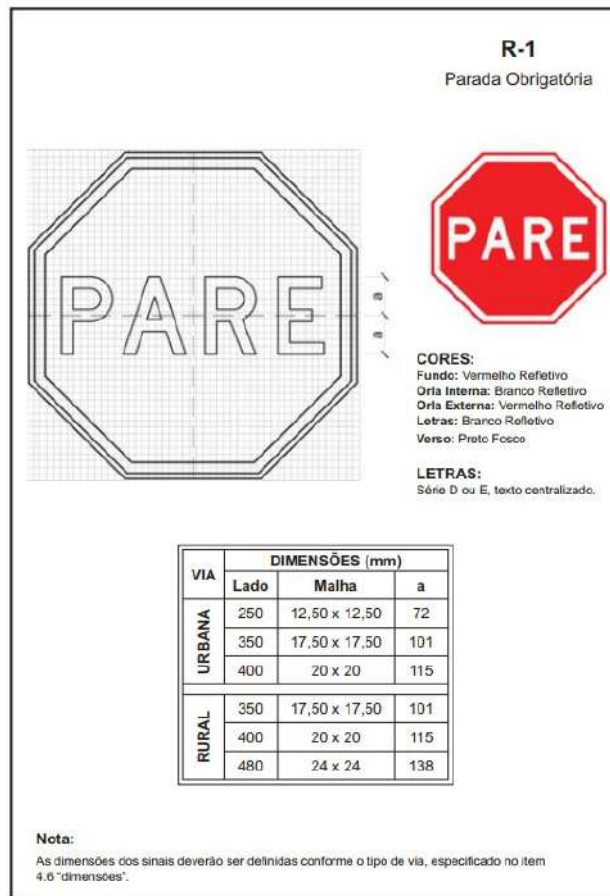 R-1
Parada Obrigatória
PARE
a
a
PARE
CORES:
Fundo: Vermelho Refletivo
Orla Interna: Branco Refletivo
Orla Externa: Vermelho Refletivo
Letras: Branco Refletivo
Verso: Preto Fosco
LETRAS:
Série D ou E, texto centralizado.
VIA DIMENSÕES (mm)
Lado Malha a
URBANA
250 12,50 x 12,50 72
350 17,50 x 17,50 101
400 20 x 20 115
RURAL
350 17,50 x 17,50 101
400 20 x 20 115
480 24 x 24 138
Nota:
As dimensões dos sinais deverão ser definidas conforme o tipo de via, especificado no item
4.6 "dimensões".